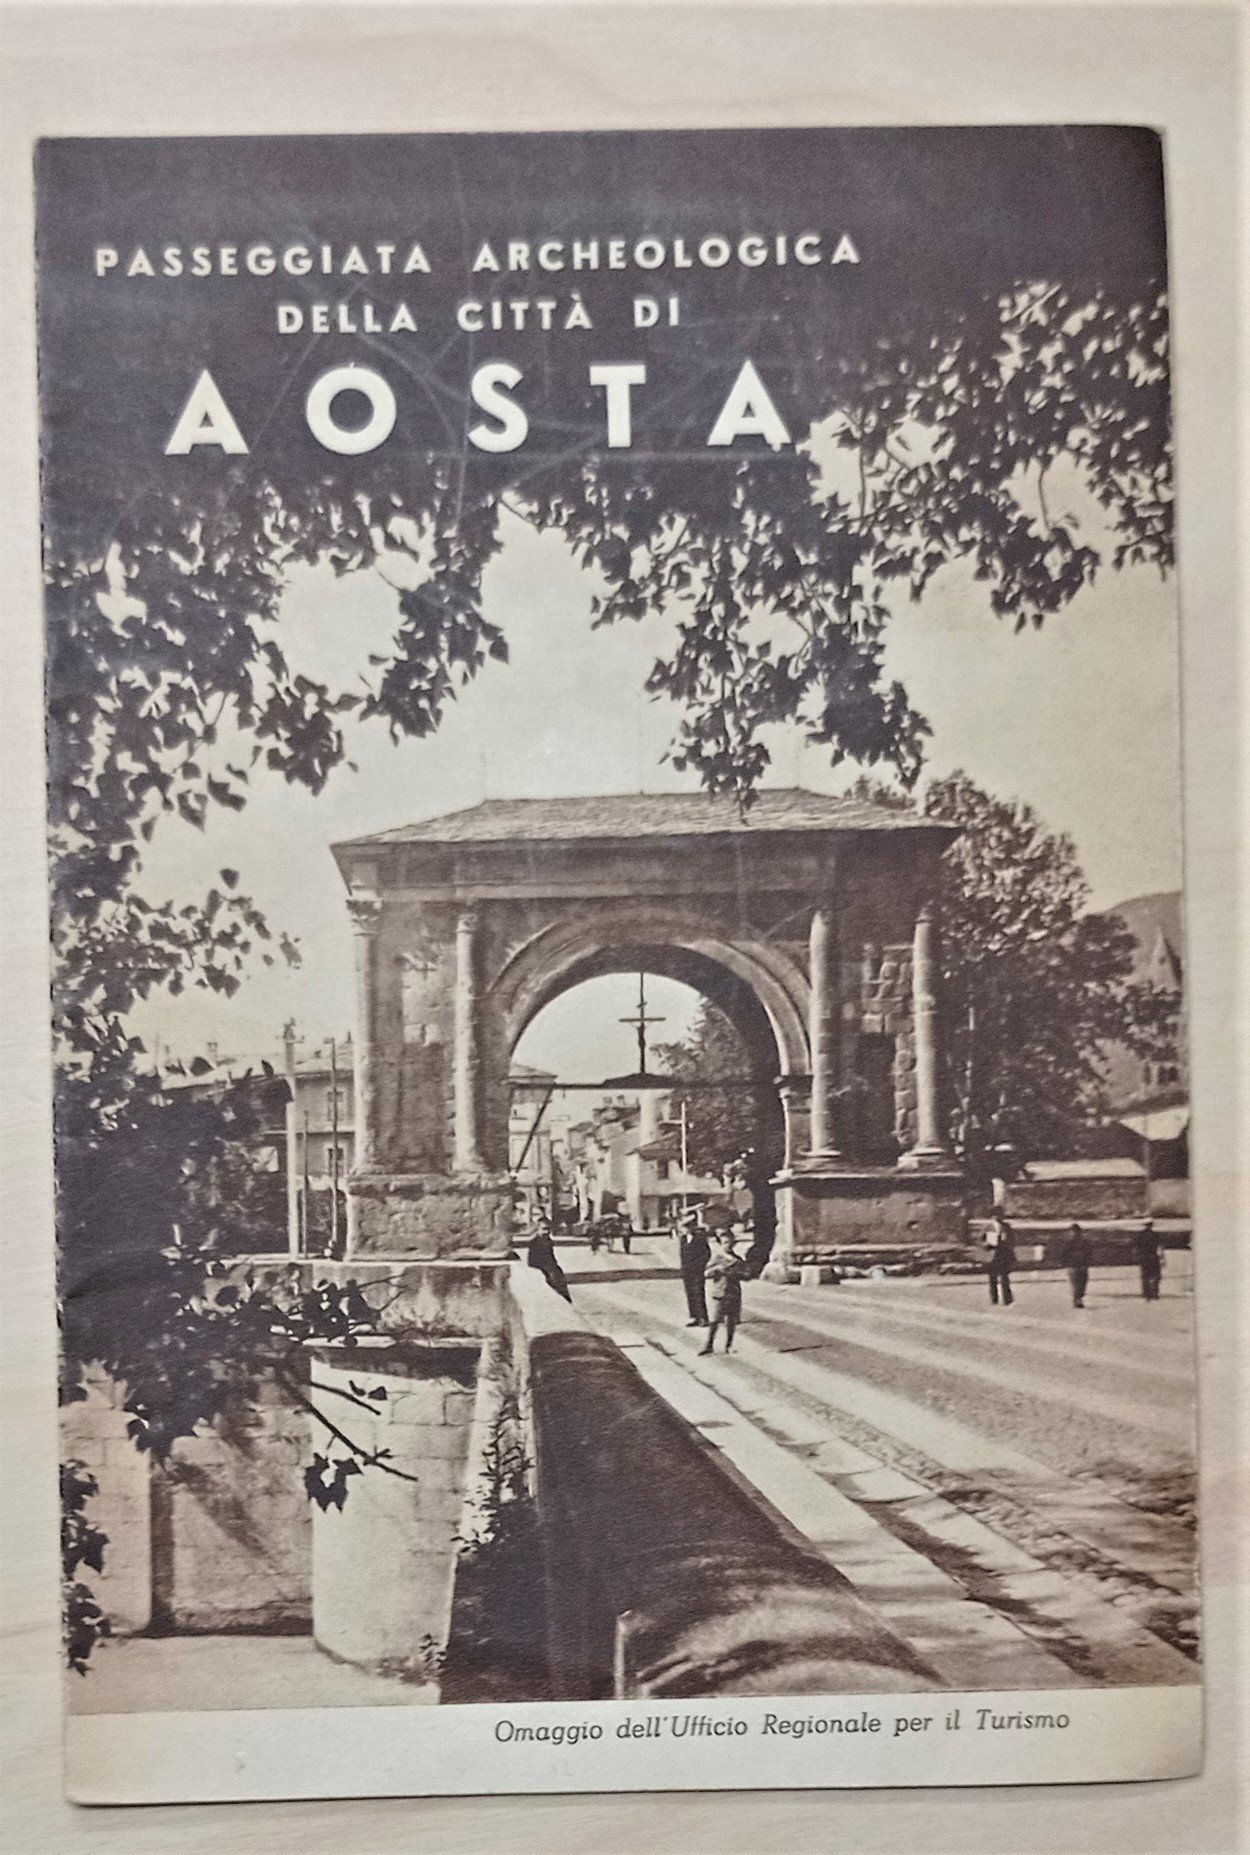 PASSEGGIATA ARCHEOLOGICA
DELLA CITTÀ DI
AOSTA
Omaggio dell'Ufficio Regionale per il Turismo